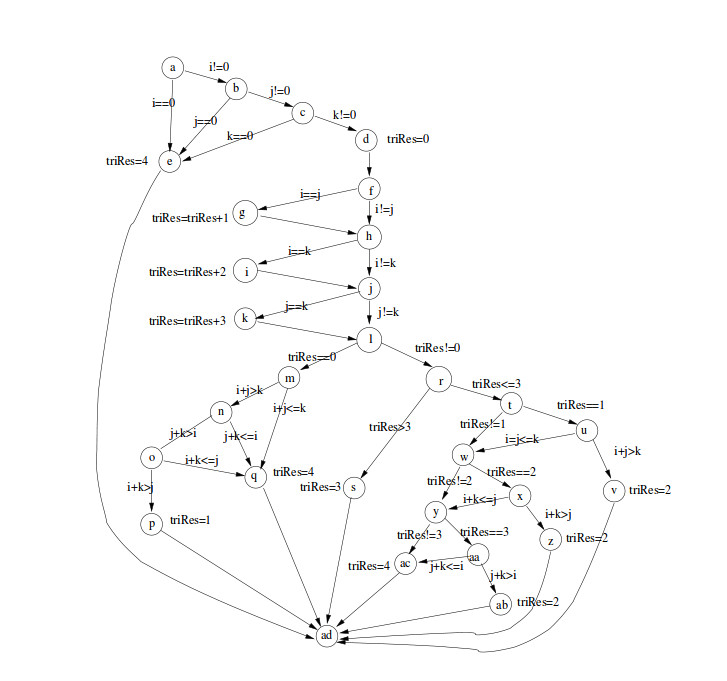 a
i!=0
b
j!=0
i==0
c
k!=0
j==0
k==0
d
triRes=0
triRes=4
e
i==j
f
g
i!=j
triRes=triRes+1
h
i==k
i!=k
triRes=triRes+2
i
j
j==k
j!=k
triRes=triRes+3
k
l
triRes==0
triRes!=0
m
r
i+j>k
triRes<=3
n
i+j<=k
t
triRes==1
j+k>i
j+k<=i
triRes>3
triRes!=1
i=j<=k
u
i+j>k
o
i+k<=j
w
q
triRes=4
triRes==2
i+k>j
triRes=3
s
triRes!=2
i+k<=j
x
v
triRes=2
p
triRes=1
y
i+k>j
triRes!=3
triRes==3
z
triRes=2
triRes=4
ac
j+k<=i
aa
j+k>i
ab
triRes=2
ad